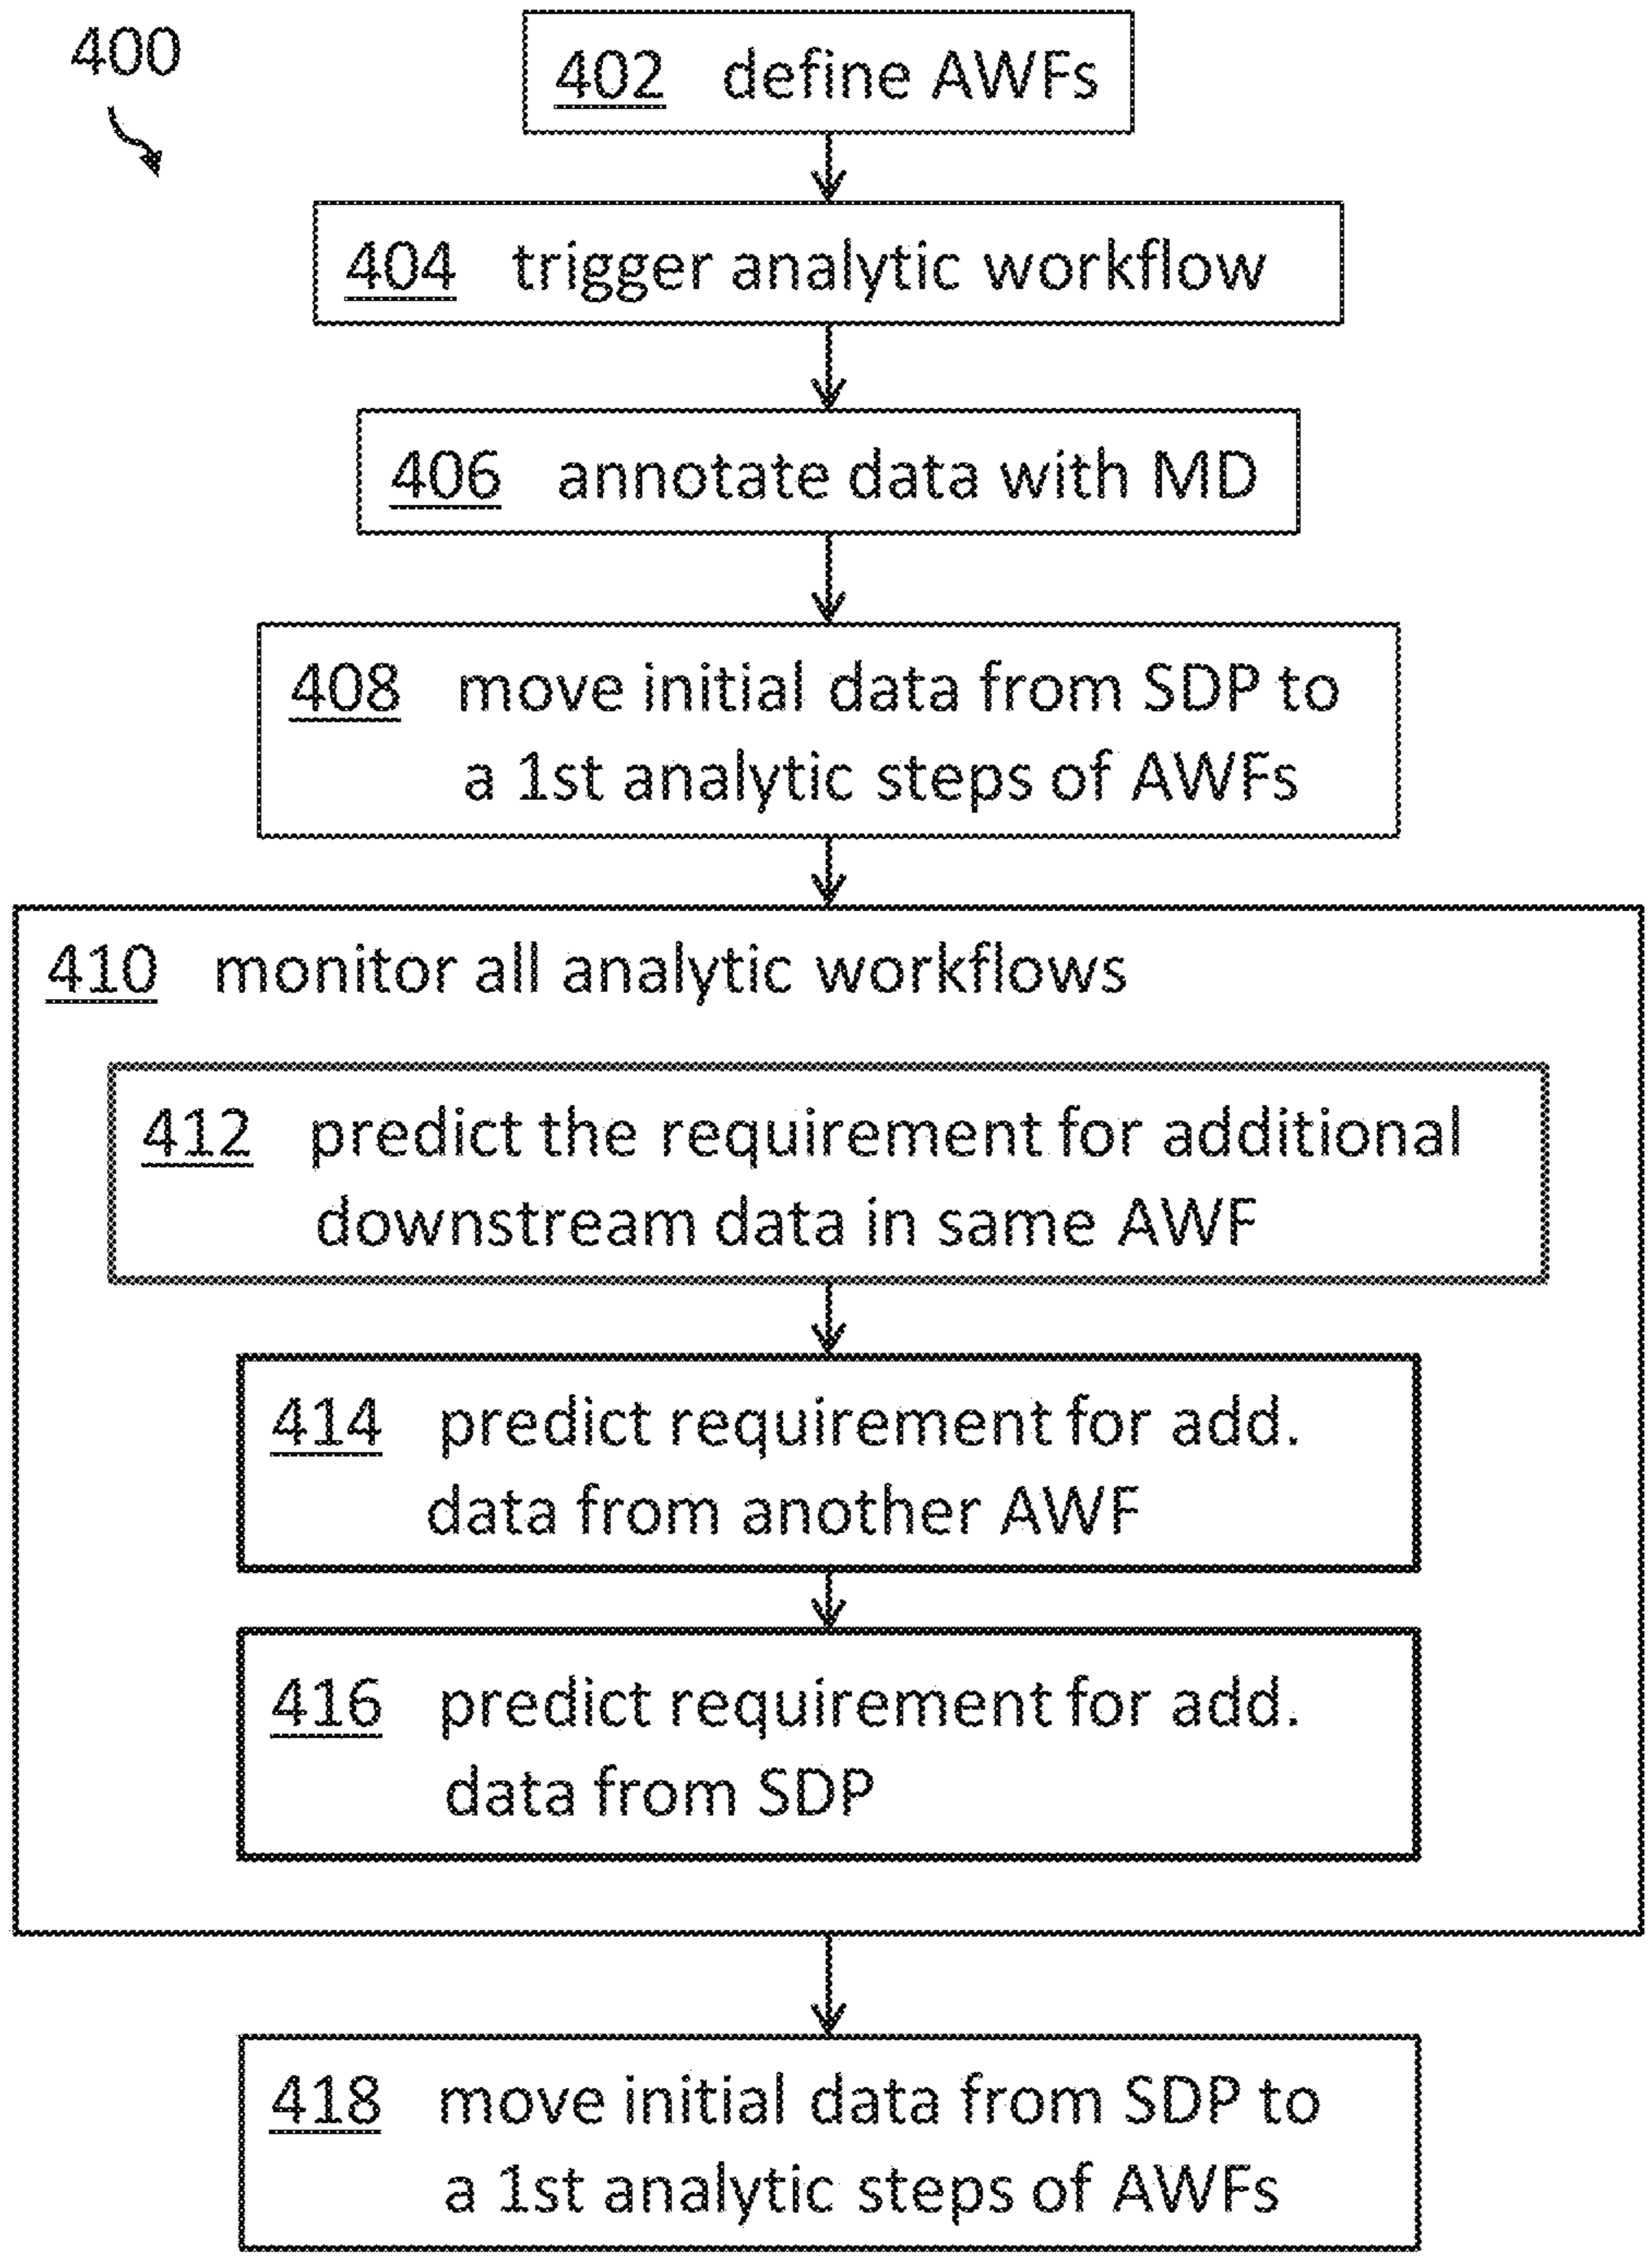 400
402 define AWFs
404 trigger analytic workflow
406 annotate data with MD
408 move initial data from SDP to
a 1st analytic steps of AWFs
410 monitor all analytic workflows
412 predict the requirement for additional
downstream data in same AWF
414 predict requirement for add.
data from another AWF
416 predict requirement for add.
data from SDP
418 move initial data from SDP to
a 1st analytic steps of AWFs